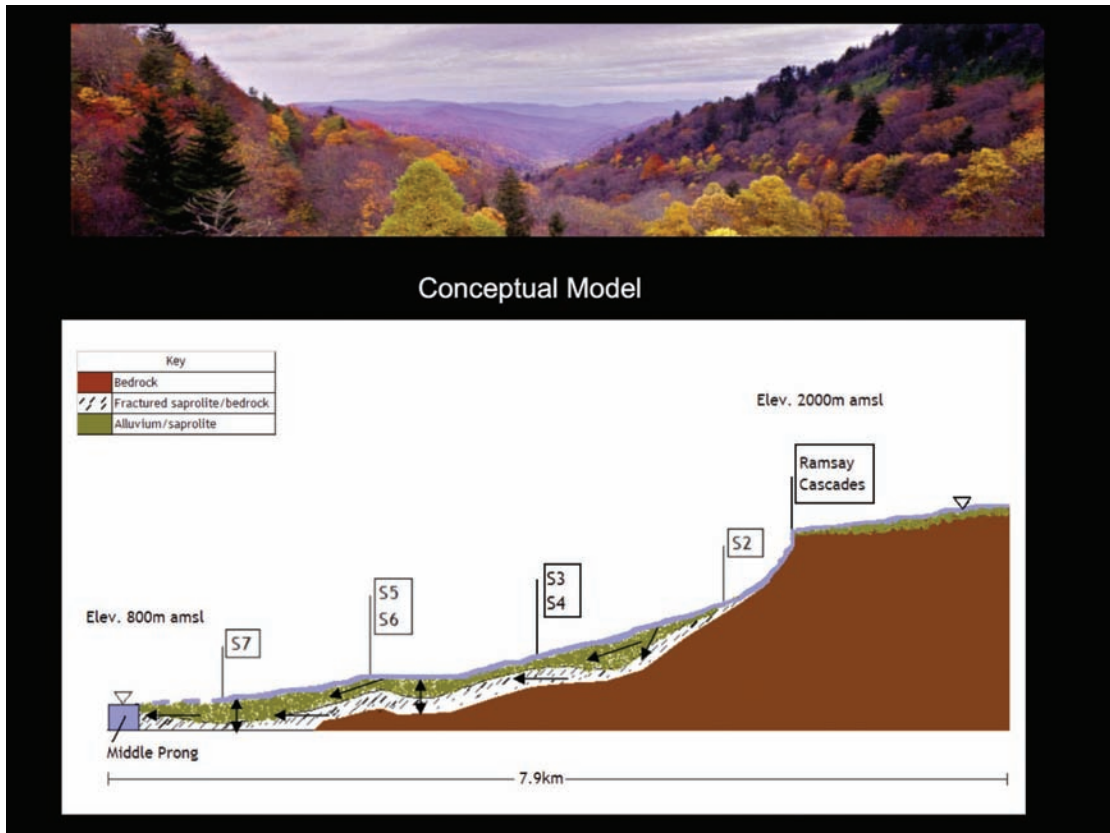 Conceptual Model
Key
Bedrock
Fractured saprolite/bedrock
Alluvium/saprolite
Elev. 2000m amsl
Ramsay
Cascades
S2
S3
S4
S5
S6
Elev. 800m amsl
S7
Middle Prong
7.9km